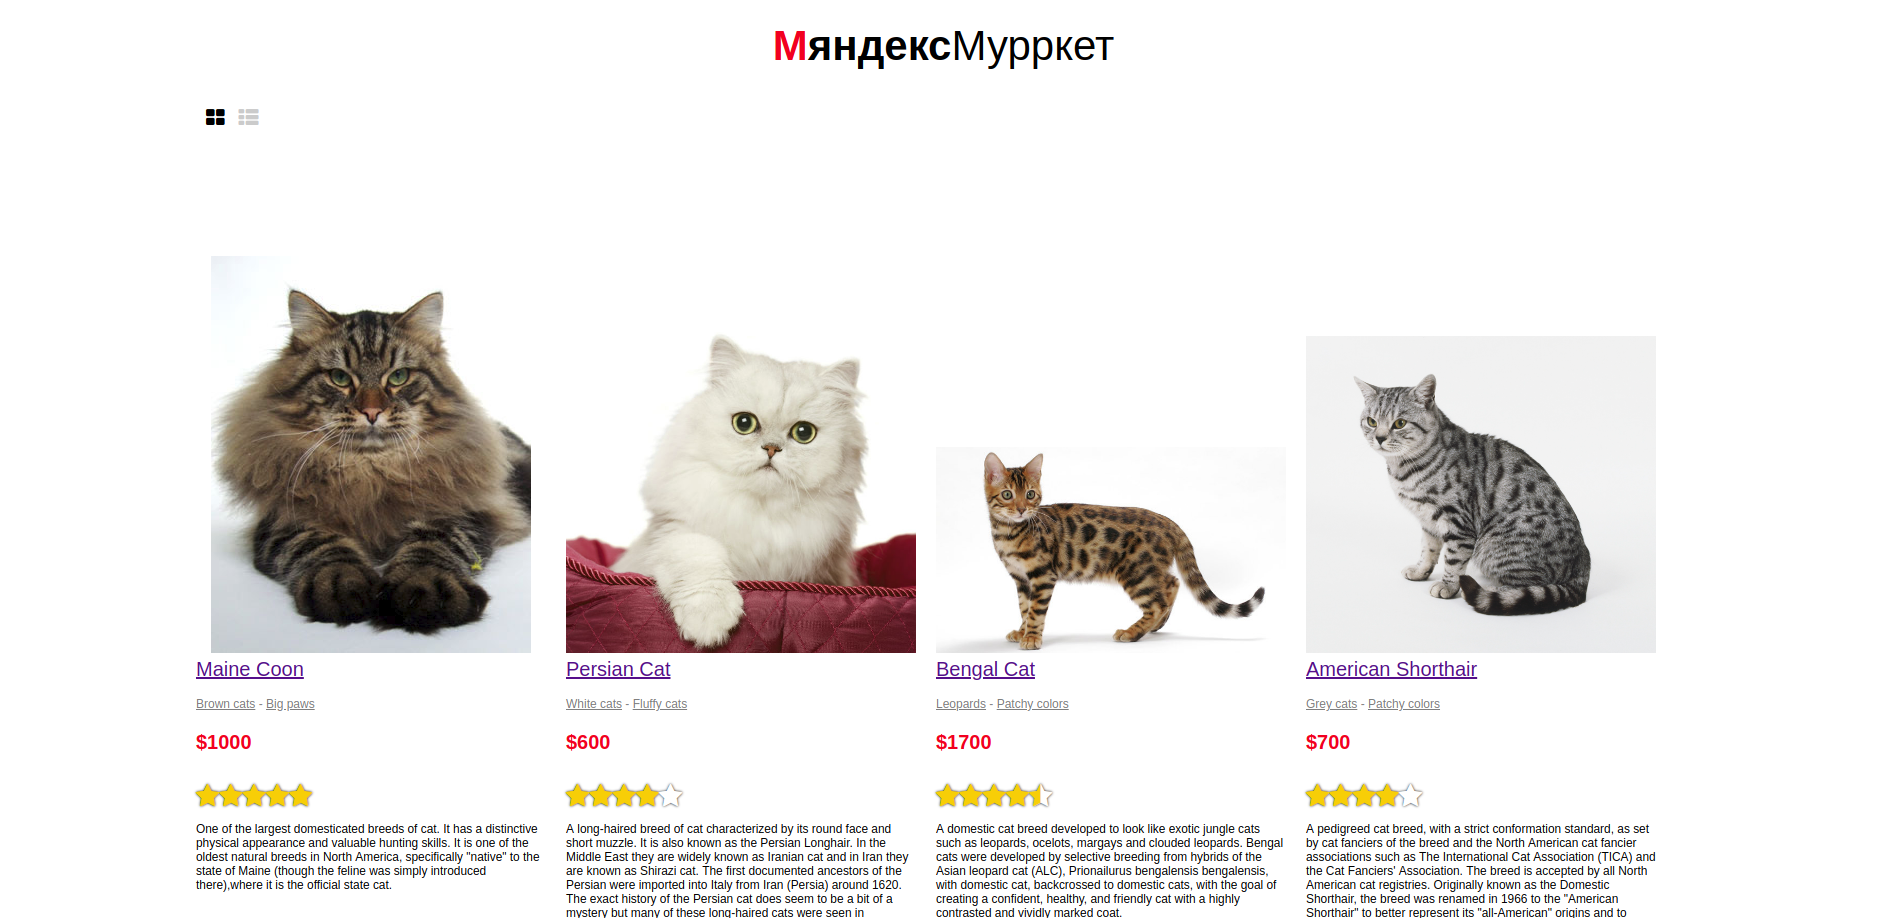 МяндексМурркет
Maine Coon
Brown cats - Big paws
$1000
One of the largest domesticated breeds of cat. It has a distinctive
physical appearance and valuable hunting skills. It is one of the
oldest natural breeds in North America, specifically "native" to the
state of Maine (though the feline was simply introduced
there),where it is the official state cat.
Persian Cat
White cats - Fluffy cats
$600
A long-haired breed of cat characterized by its round face and
short muzzle. It is also known as the Persian Longhair. In the
Middle East they are widely known as Iranian cat and in Iran they
are known as Shirazi cat. The first documented ancestors of the
Persian were imported into Italy from Iran (Persia) around 1620.
The exact history of the Persian cat does seem to be a bit of a
mystery but many of these long-haired cats were seen in
Bengal Cat
Leopards - Patchy colors
$1700
A domestic cat breed developed to look like exotic jungle cats
such as leopards, ocelots, margays and clouded leopards. Bengal
cats were developed by selective breeding from hybrids of the
Asian leopard cat (ALC), Prionailurus bengalensis bengalensis,
with domestic cat, backcrossed to domestic cats, with the goal of
creating a confident, healthy, and friendly cat with a highly
contrasted and vividly marked coat.
American Shorthair
Grey cats - Patchy colors
$700
A pedigreed cat breed, with a strict conformation standard, as set
by cat fanciers of the breed and the North American cat fancier
associations such as The International Cat Association (TICA) and
the Cat Fanciers' Association. The breed is accepted by all North
American cat registries. Originally known as the Domestic
Shorthair, the breed was renamed in 1966 to the "American
Shorthair" to better represent its "all-American" origins and to